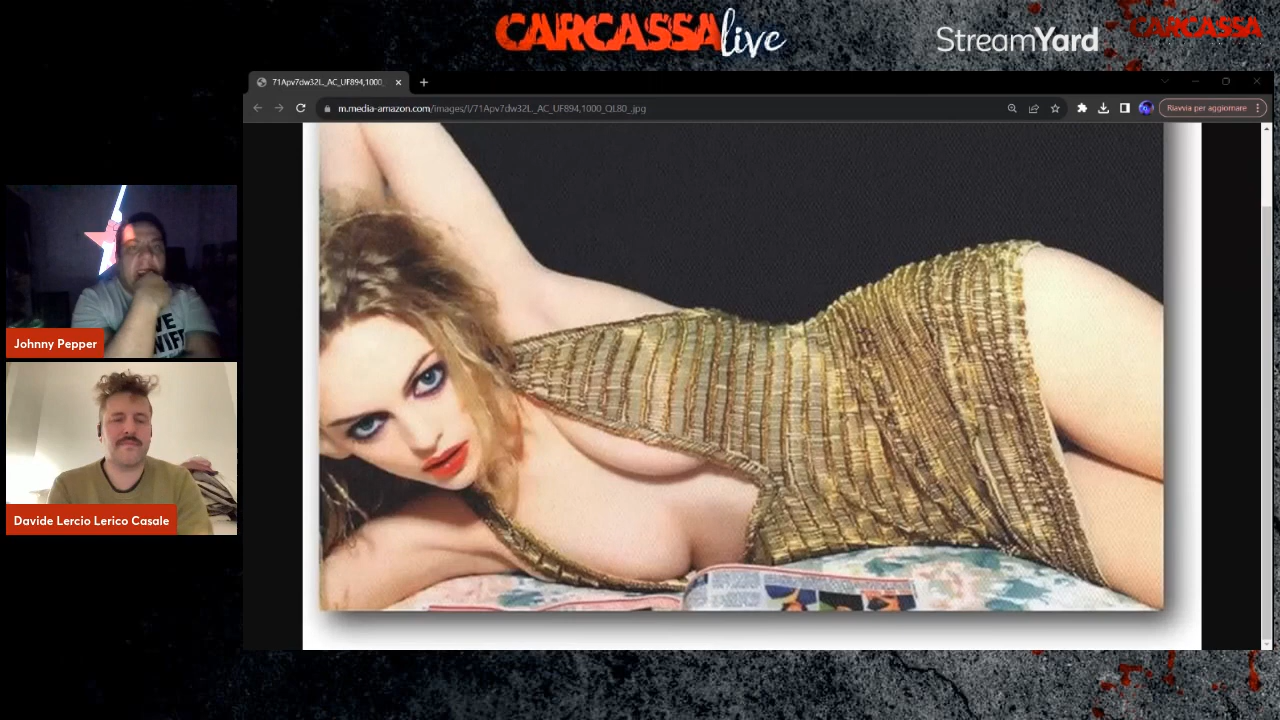 CARCASSA live
StreamYard
CARCASSA
71Apv7dw32L._AC_UF894,1000_
m.media-amazon.com/images/I/71Apv7dw32L._AC_UF894,1000_QL80_.jpg
Riavvia per aggiornare
Johnny Pepper
Davide Lercio Lerico Casale